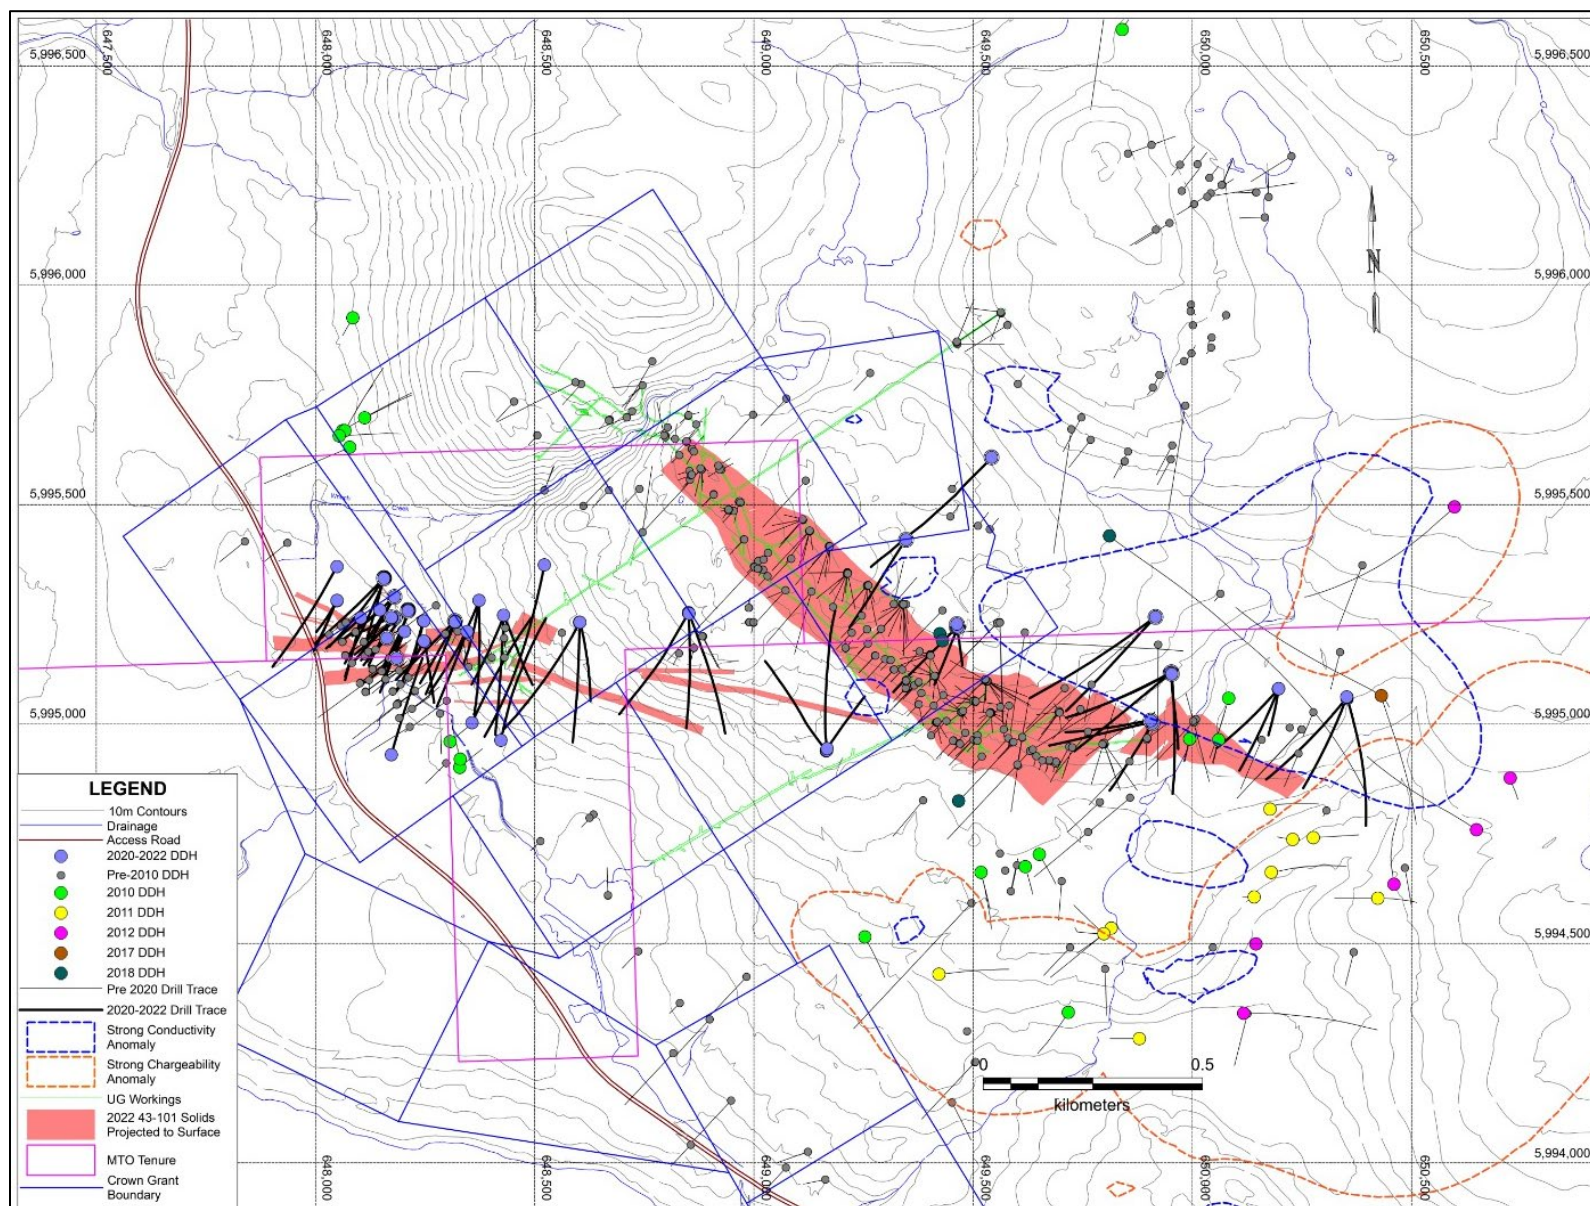 647,500
648,000
648,500
649,000
649,500
650,000
650,500
5,996,500
5,996,500
5,996,000
5,996,000
N
5,995,500
5,995,500
Creek
5,995,000
5,995,000
5,994,500
5,994,000
LEGEND
10m Contours
Drainage
Access Road
2020-2022 DDH
Pre-2010 DDH
2010 DDH
2011 DDH
2012 DDH
2017 DDH
2018 DDH
Pre 2020 Drill Trace
2020-2022 Drill Trace
Strong Conductivity
Anomaly
Strong Chargeability
Anomaly
UG Workings
2022 43-101 Solids
Projected to Surface
MTO Tenure
Crown Grant
Boundary
0 0.5
kilometers
648,000
648,500
649,000
649,500
650,000
650,500